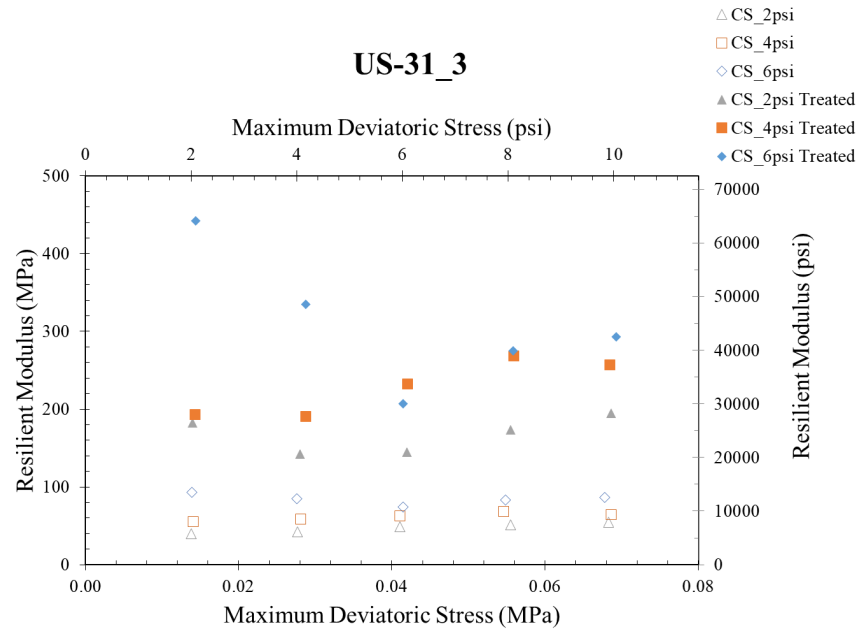 US-31_3
CS_2psi
CS_4psi
CS_6psi
CS_2psi Treated
CS_4psi Treated
CS_6psi Treated
Maximum Deviatoric Stress (psi)
0 2 4 6 8 10
500
400
300
200
100
0
Resilient Modulus (MPa)
70000
60000
50000
40000
30000
20000
10000
0
Resilient Modulus (psi)
0.00 0.02 0.04 0.06 0.08
Maximum Deviatoric Stress (MPa)